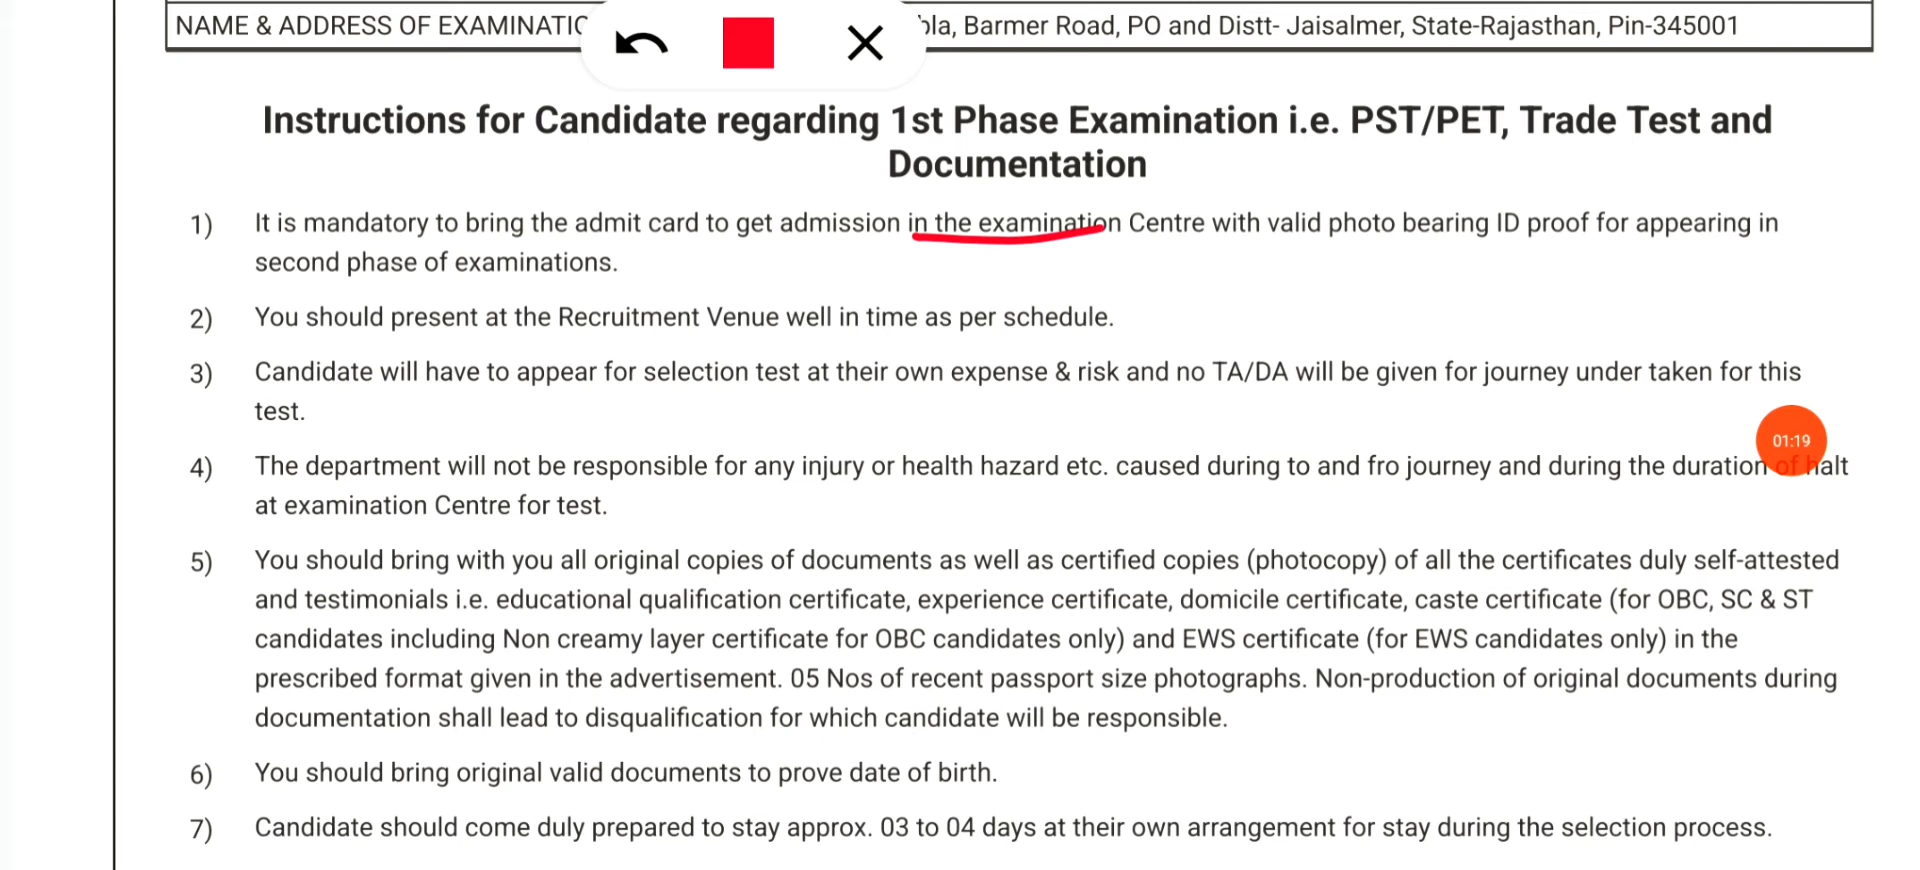 NAME & ADDRESS OF EXAMINATIO
bla, Barmer Road, PO and Distt- Jaisalmer, State-Rajasthan, Pin-345001
Instructions for Candidate regarding 1st Phase Examination i.e. PST/PET, Trade Test and
Documentation
1) It is mandatory to bring the admit card to get admission in the examination Centre with valid photo bearing ID proof for appearing in
second phase of examinations.
2) You should present at the Recruitment Venue well in time as per schedule.
3) Candidate will have to appear for selection test at their own expense & risk and no TA/DA will be given for journey under taken for this
test.
01:19
4) The department will not be responsible for any injury or health hazard etc. caused during to and fro journey and during the duration of halt
at examination Centre for test.
5) You should bring with you all original copies of documents as well as certified copies (photocopy) of all the certificates duly self-attested
and testimonials i.e. educational qualification certificate, experience certificate, domicile certificate, caste certificate (for OBC, SC & ST
candidates including Non creamy layer certificate for OBC candidates only) and EWS certificate (for EWS candidates only) in the
prescribed format given in the advertisement. 05 Nos of recent passport size photographs. Non-production of original documents during
documentation shall lead to disqualification for which candidate will be responsible.
6) You should bring original valid documents to prove date of birth.
7) Candidate should come duly prepared to stay approx. 03 to 04 days at their own arrangement for stay during the selection process.